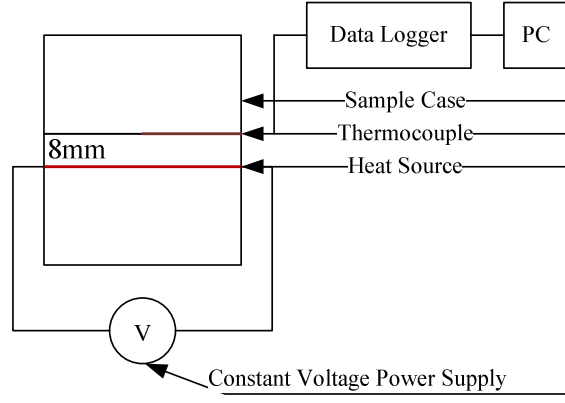 Data Logger
PC
Sample Case
Thermocouple
8mm
Heat Source
V
Constant Voltage Power Supply